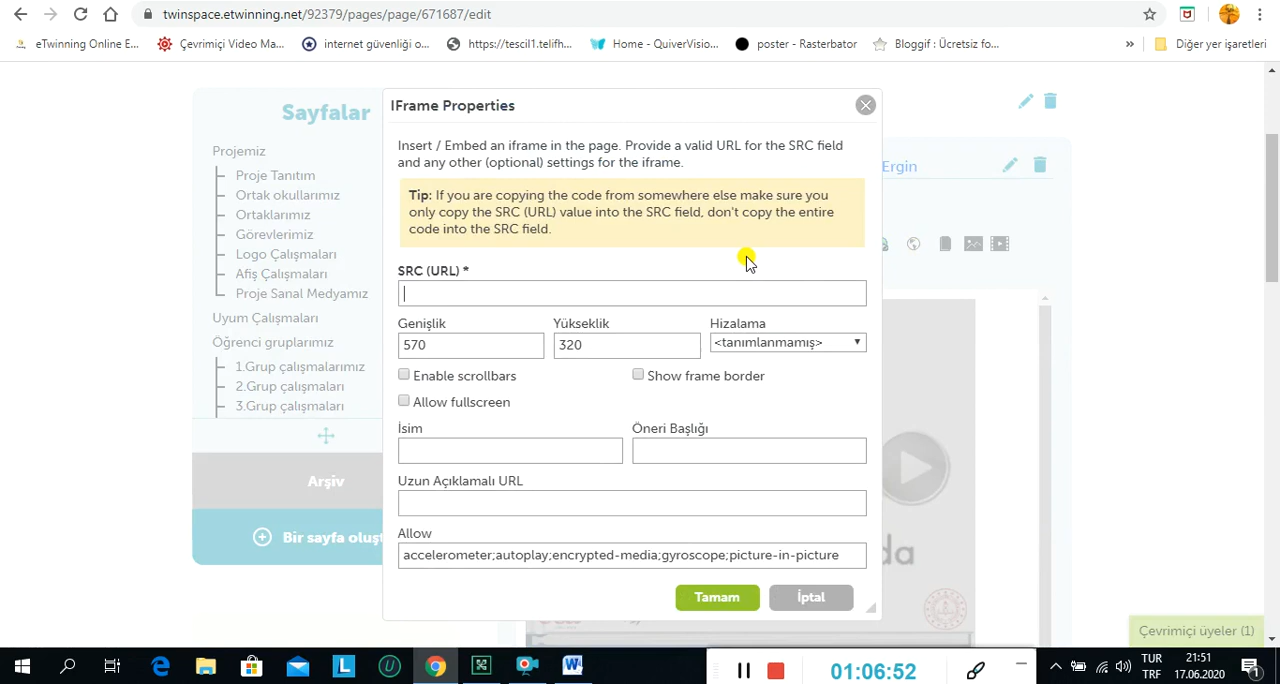 twinspace.etwinning.net/92379/pages/page/671687/edit
eTwinning Online E...
Çevrimiçi Video Ma...
internet güvenliği o...
https://tescil1.telifh...
Home - QuiverVisio...
poster - Rasterbator
Bloggif : Ücretsiz fo...
»
Diğer yer işaretleri
Sayfalar
Projemiz
Proje Tanıtım
Ortak okullarımız
Ortaklarımız
Görevlerimiz
Logo Çalışmaları
Afiş Çalışmaları
Proje Sanal Medyamız
Uyum Çalışmaları
Öğrenci gruplarımız
1.Grup çalışmalarımız
2.Grup çalışmaları
3.Grup çalışmaları
Arşiv
Bir sayfa oluşt
IFrame Properties
Insert / Embed an iframe in the page. Provide a valid URL for the SRC field
and any other (optional) settings for the iframe.
Tip: If you are copying the code from somewhere else make sure you
only copy the SRC (URL) value into the SRC field, don't copy the entire
code into the SRC field.
SRC (URL) *
Genişlik
Yükseklik
Hizalama
570
320
<tanımlanmamış>
Enable scrollbars
Show frame border
Allow fullscreen
İsim
Öneri Başlığı
Uzun Açıklamalı URL
Allow
accelerometer;autoplay;encrypted-media;gyroscope;picture-in-picture
Tamam
İptal
Ergin
da
Çevrimiçi üyeler (1)
01:06:52
TUR
TRF
21:51
17.06.2020
1